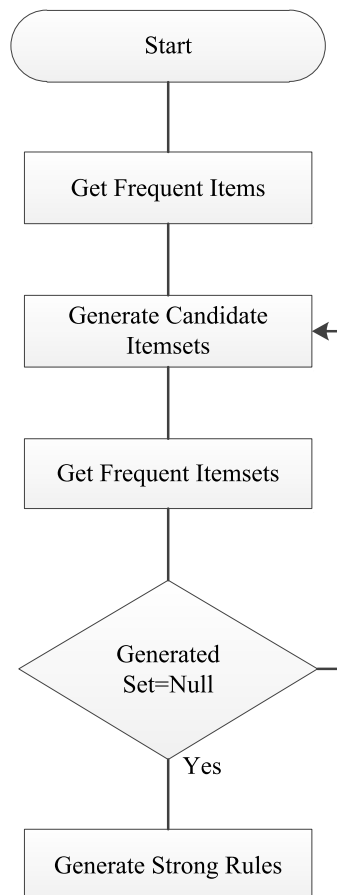 Start
Get Frequent Items
Generate Candidate
Itemsets
Get Frequent Itemsets
Generated
Set=Null
Yes
Generate Strong Rules